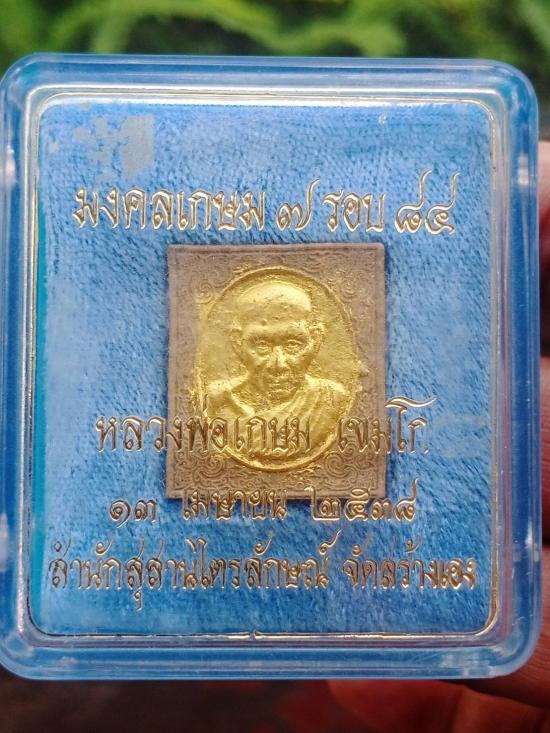 มงคลเกษม ๗ รอบ ๘๔
หลวงพ่อเกษม เขมโก
๑๓ เมษายน ๒๕๓๘
สำนักสุสานไตรลักษณ์ จัดสร้างเอง